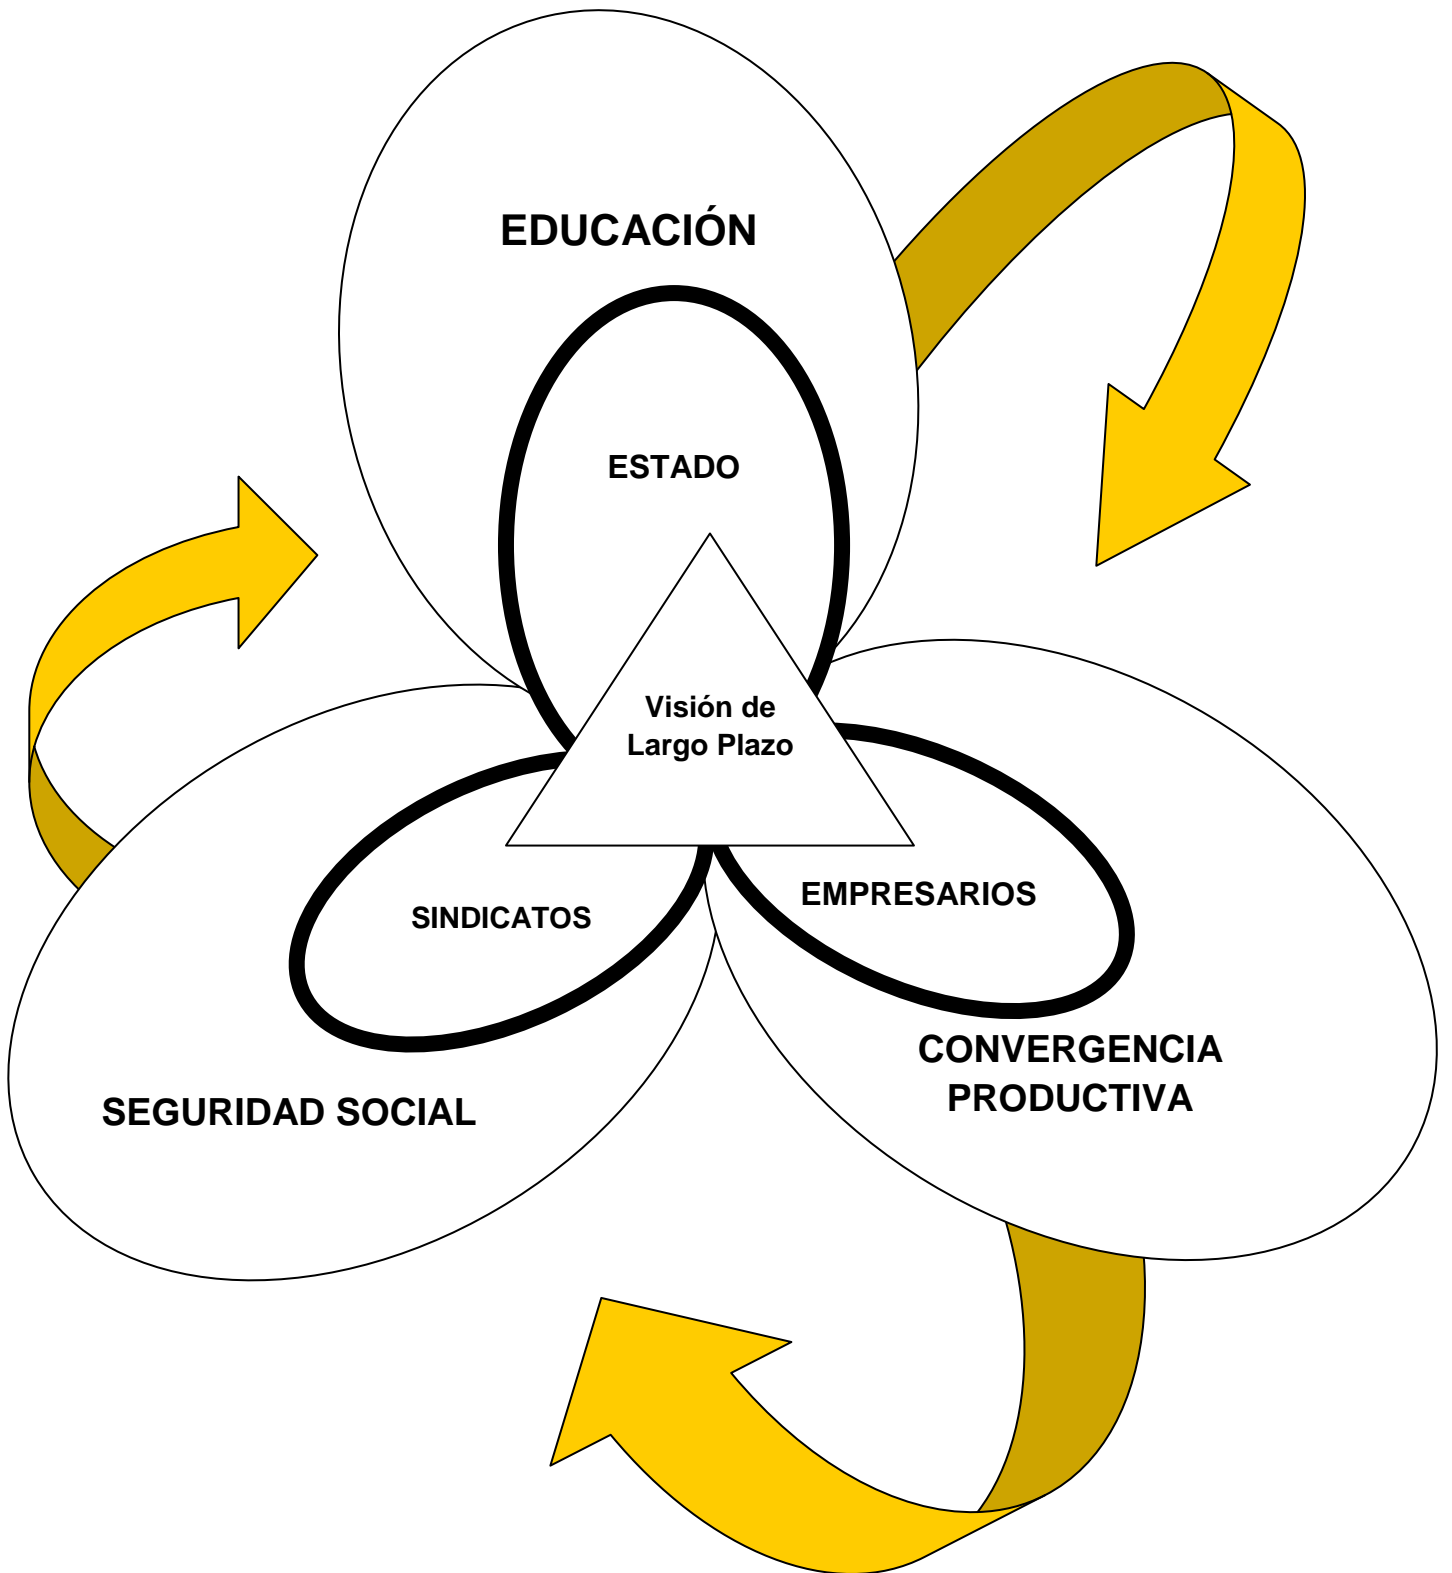 EDUCACIÓN
ESTADO
Visión de
Largo Plazo
SINDICATOS
EMPRESARIOS
SEGURIDAD SOCIAL
CONVERGENCIA
PRODUCTIVA